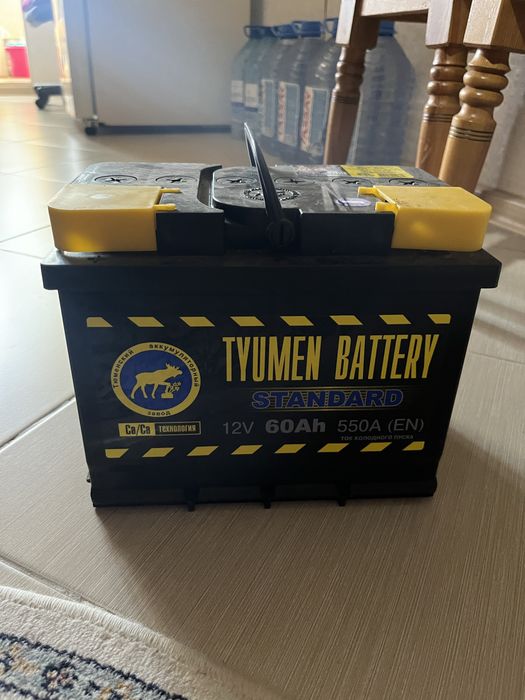 TYUMEN BATTERY
STANDARD
12V 60Ah 550A (EN)
ТОК ХОЛОДНОГО ПУСКА
Тюменский аккумуляторный
завод
Ca/Ca ТЕХНОЛОГИЯ